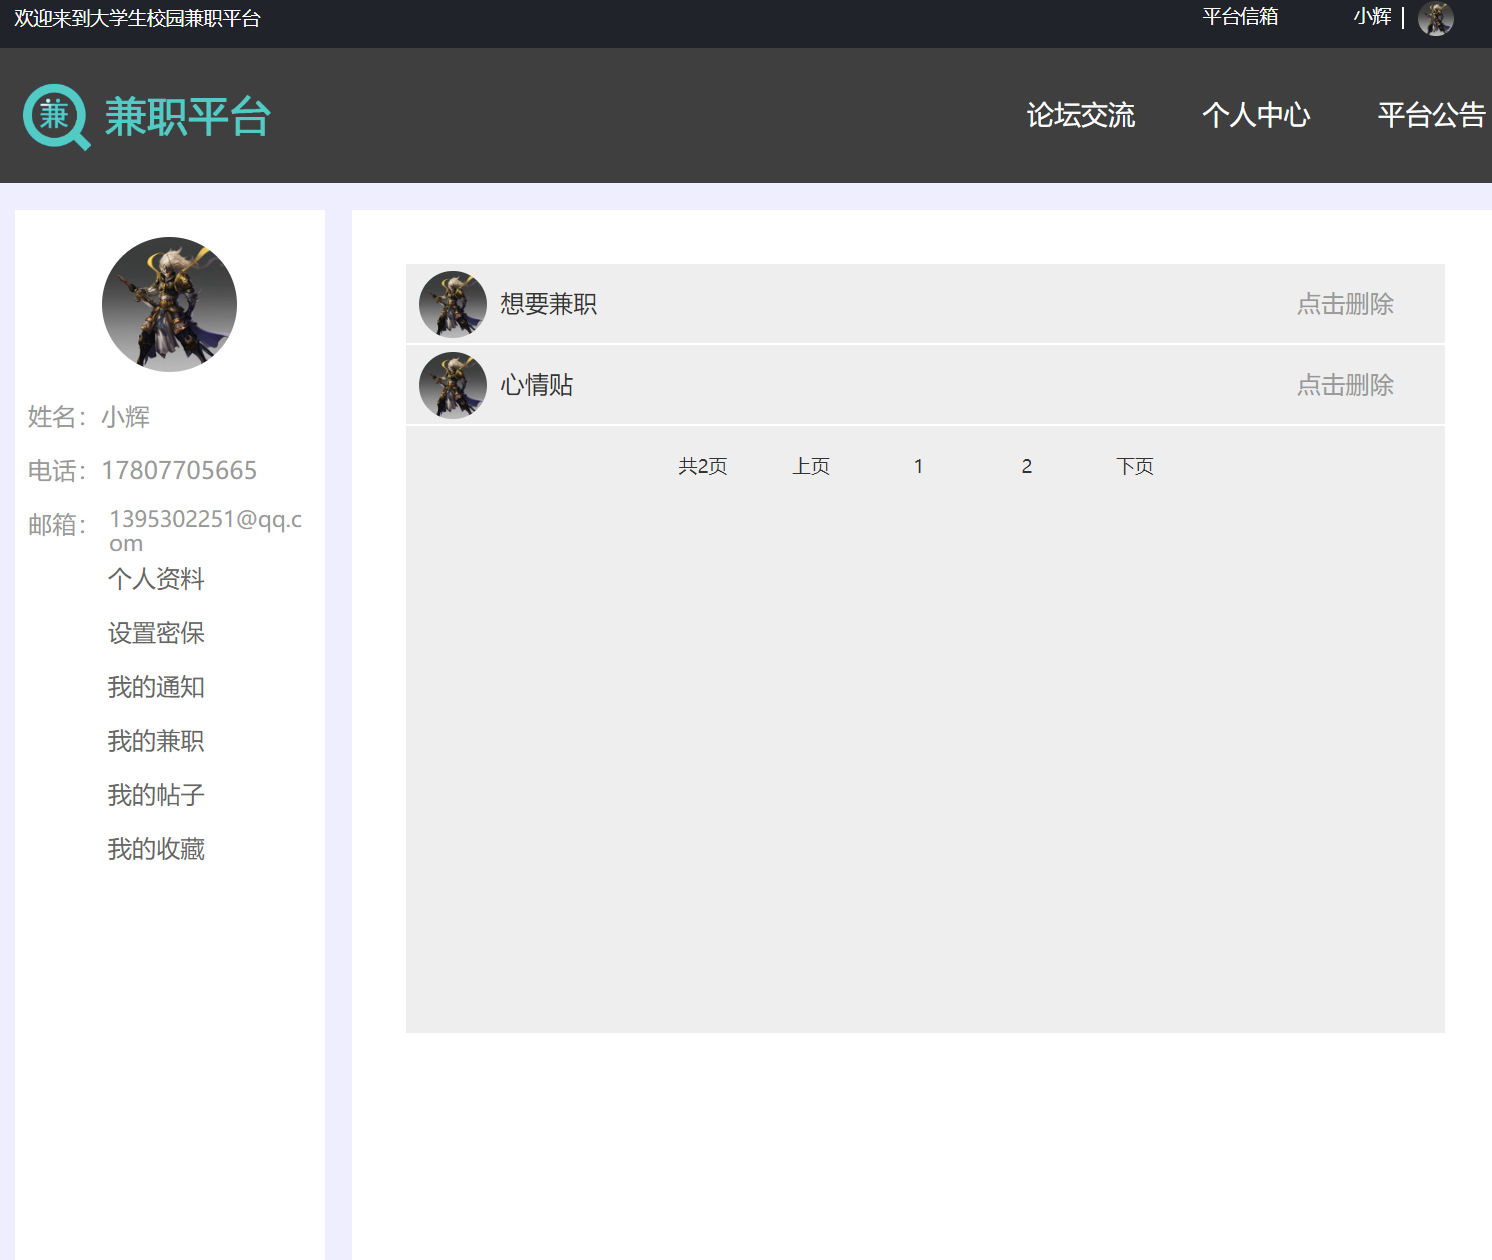 欢迎来到大学生校园兼职平台
平台信箱
小辉
兼 兼职平台
论坛交流
个人中心
平台公告
姓名：小辉
电话：17807705665
邮箱：
1395302251@qq.c
om
个人资料
设置密保
我的通知
我的兼职
我的帖子
我的收藏
想要兼职
点击删除
心情贴
点击删除
共2页
上页
1
2
下页